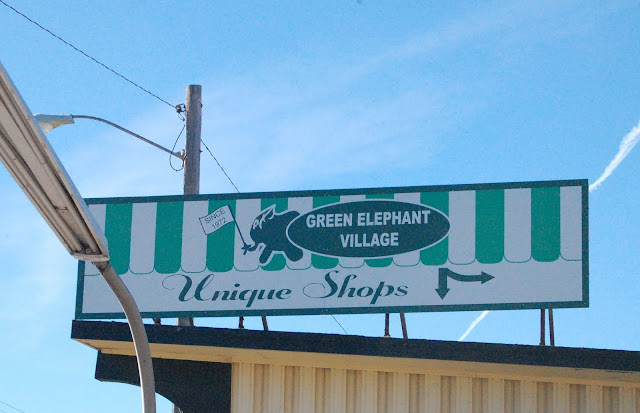 SINCE
1972
GREEN ELEPHANT
VILLAGE
Unique Shops